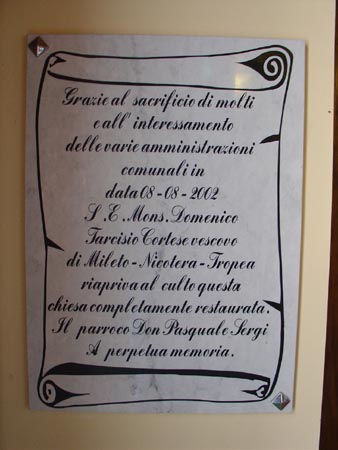 Grazie al sacrificio di molti
e all' interessamento
delle varie amministrazioni
comunali in
data 08-08-2002
S.E. Mons. Domenico
Tarcisio Cortese vescovo
di Mileto-Nicotera-Tropea
riapriva al culto questa
chiesa completamente restaurata.
Il parroco Don Pasquale Sergi
A perpetua memoria.